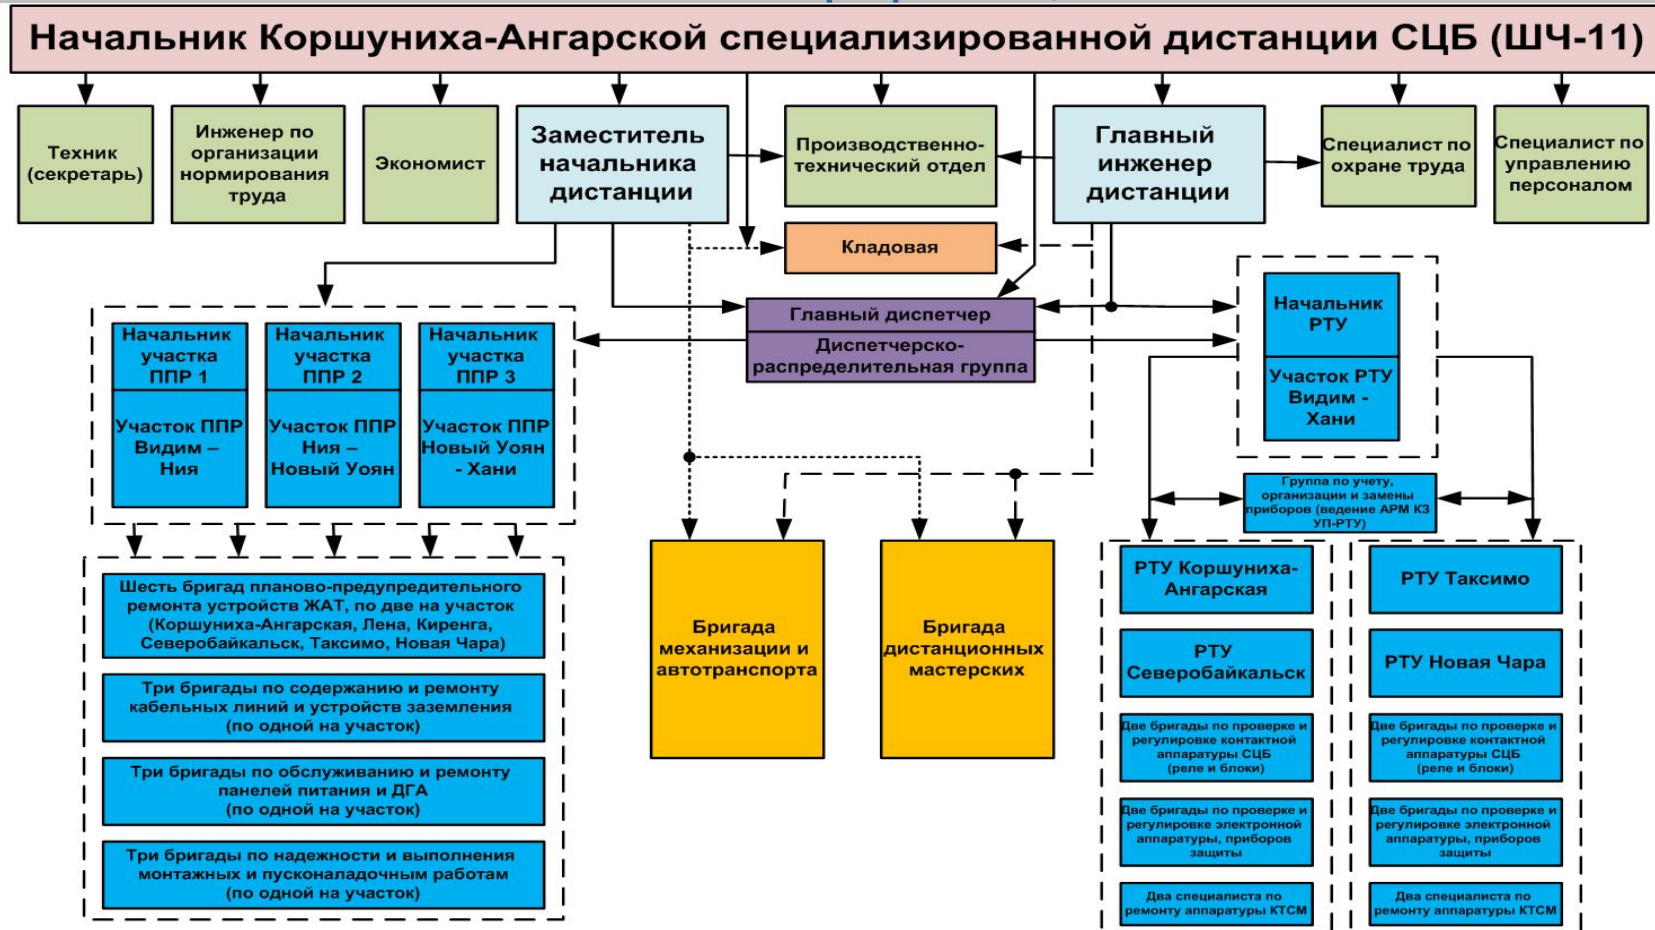 Начальник Коршуниха-Ангарской специализированной дистанции СЦБ (ШЧ-11)
Техник
(секретарь)
Инженер по
организации
нормирования
труда
Экономист
Заместитель
начальника
дистанции
Производственно-
технический отдел
Главный
инженер
дистанции
Специалист по
охране труда
Специалист по
управлению
персоналом
Кладовая
Главный диспетчер
Диспетчерско-
распределительная группа
Начальник
РТУ
Участок РТУ
Видим -
Хани
Начальник
участка
ППР 1
Участок ППР
Видим –
Ния
Начальник
участка
ППР 2
Участок ППР
Ния –
Новый Уоян
Начальник
участка
ППР 3
Участок ППР
Новый Уоян
- Хани
Группа по учету,
организации и замены
приборов (ведение АРМ КЗ
УП-РТУ)
Шесть бригад планово-предупредительного
ремонта устройств ЖАТ, по две на участок
(Коршуниха-Ангарская, Лена, Киренга,
Северобайкальск, Таксимо, Новая Чара)
Три бригады по содержанию и ремонту
кабельных линий и устройств заземления
(по одной на участок)
Три бригады по обслуживанию и ремонту
панелей питания и ДГА
(по одной на участок)
Три бригады по надежности и выполнения
монтажных и пусконаладочным работам
(по одной на участок)
Бригада
механизации и
автотранспорта
Бригада
дистанционных
мастерских
РТУ Коршуниха-
Ангарская
РТУ
Северобайкальск
Две бригады по проверке и
регулировке контактной
аппаратуры СЦБ
(реле и блоки)
Две бригады по проверке и
регулировке электронной
аппаратуры, приборов
защиты
Два специалиста по
ремонту аппаратуры КТСМ
РТУ Таксимо
РТУ Новая Чара
Две бригады по проверке и
регулировке контактной
аппаратуры СЦБ
(реле и блоки)
Две бригады по проверке и
регулировке электронной
аппаратуры, приборов
защиты
Два специалиста по
ремонту аппаратуры КТСМ